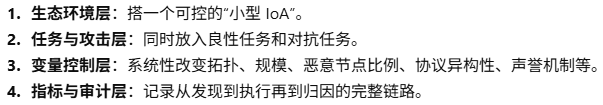 1. 生态环境层：搭一个可控的“小型 IoA”。
2. 任务与攻击层：同时放入良性任务和对抗任务。
3. 变量控制层：系统性改变拓扑、规模、恶意节点比例、协议异构性、声誉机制等。
4. 指标与审计层：记录从发现到执行再到归因的完整链路。